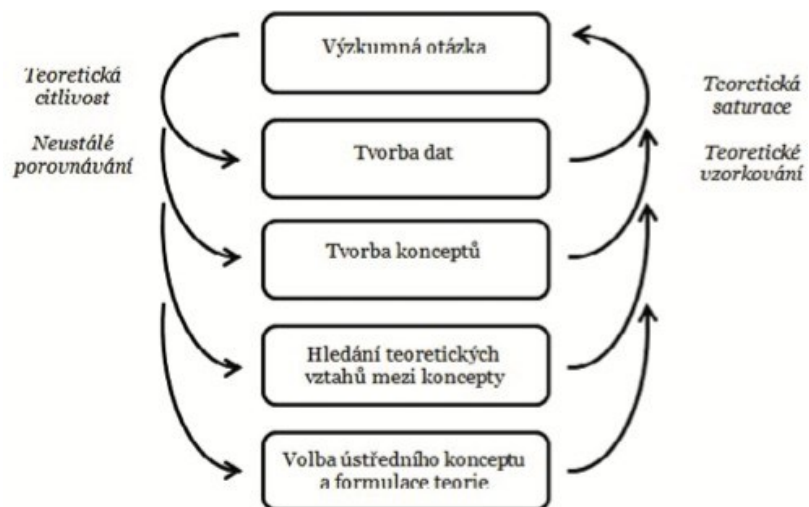 Výzkumná otázka
Teoretická
citlivost
Neustálé
porovnávání
Teoretická
saturace
Teoretické
vzorkování
Tvorba dat
Tvorba konceptů
Hledání teoretických
vztahů mezi koncepty
Volba ústředního konceptu
a formulace teorie